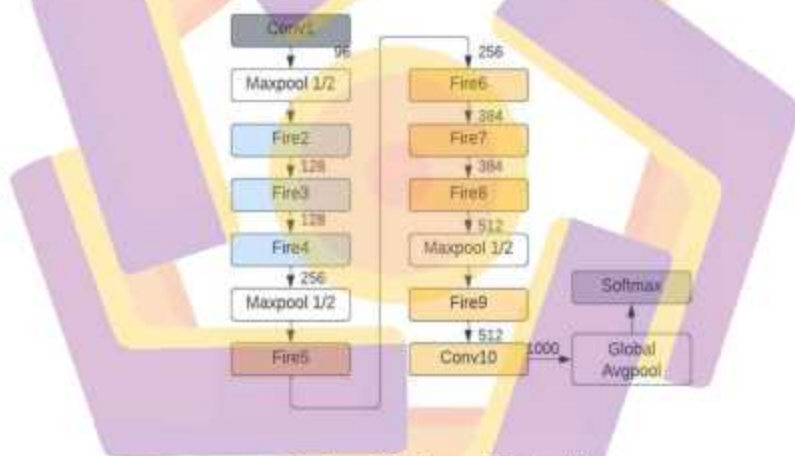 Conv1
96
Maxpool 1/2
Fire2
128
Fire3
128
Fire4
256
Maxpool 1/2
Fire5
256
Fire6
384
Fire7
384
Fire8
512
Maxpool 1/2
Fire9
512
Conv10
1000
Global
Avgpool
Softmax